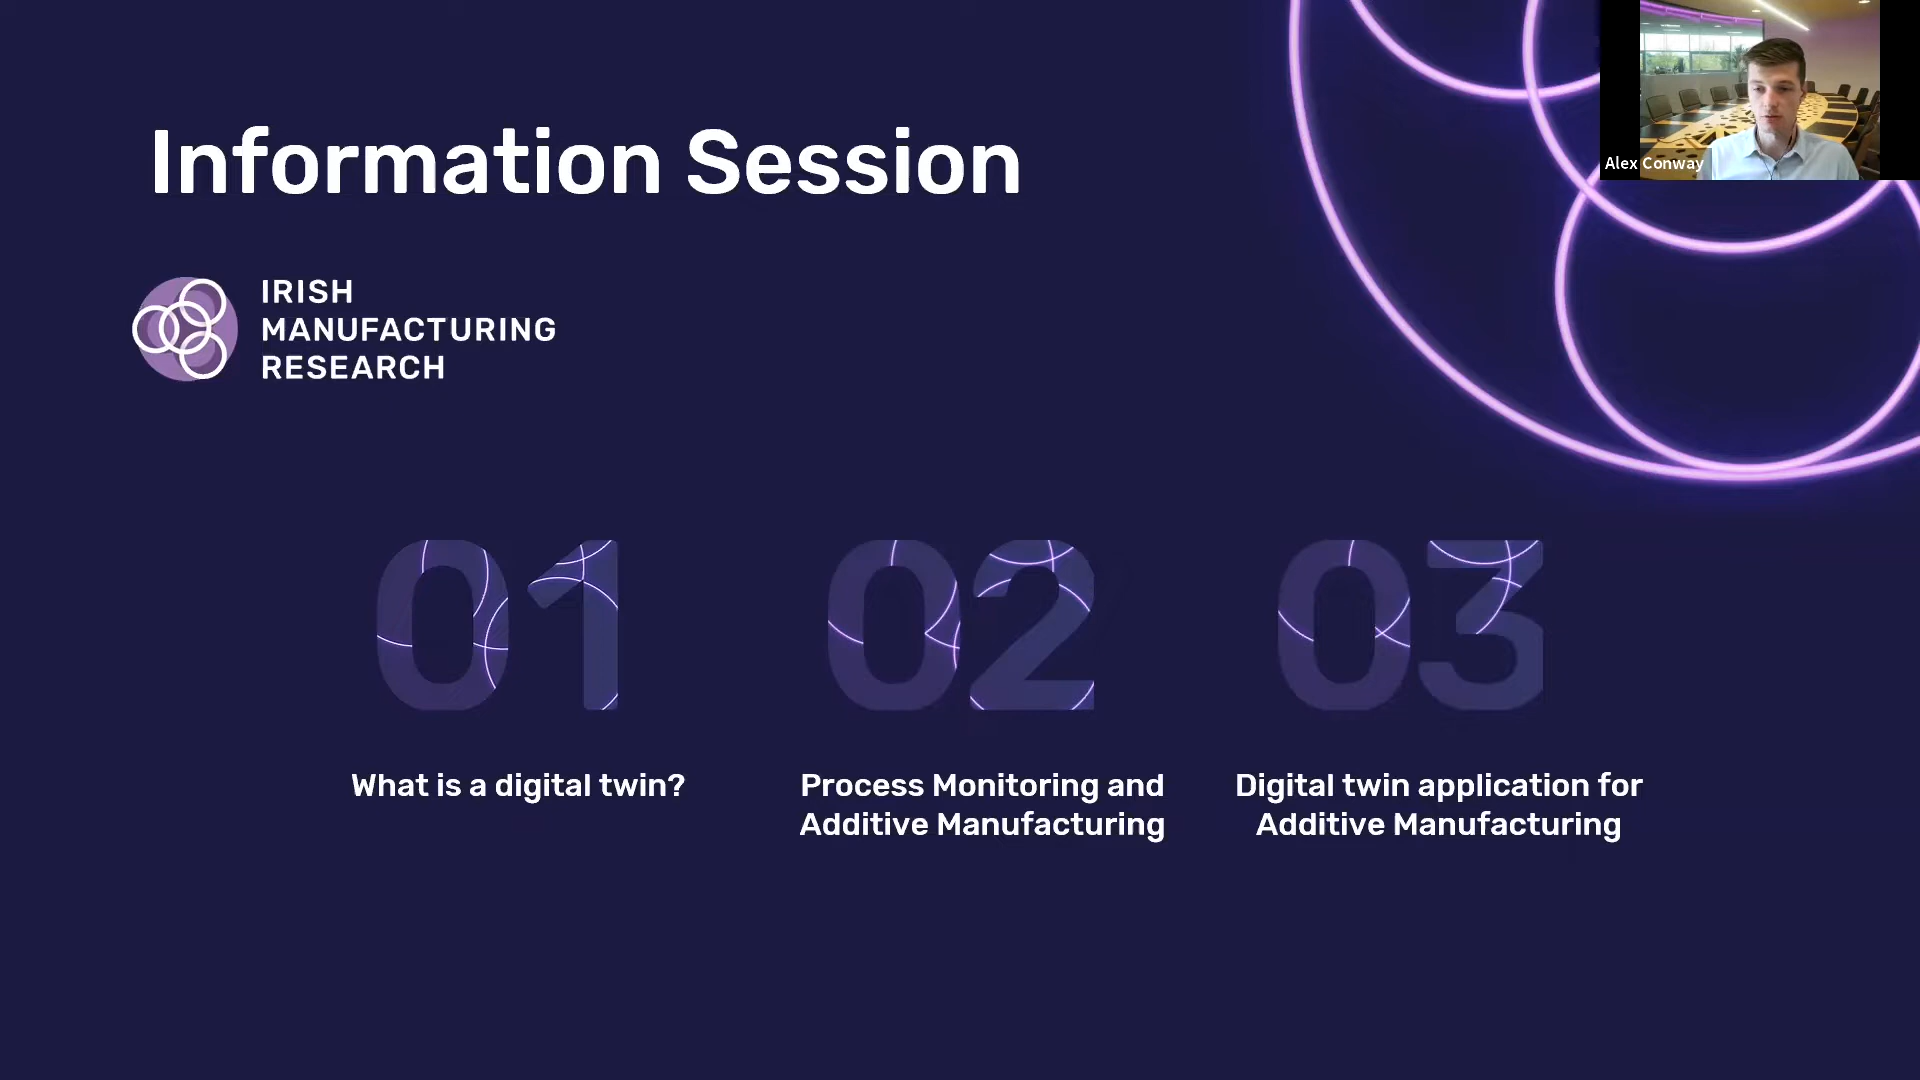 Information Session
Alex Conway
IRISH
MANUFACTURING
RESEARCH
01
What is a digital twin?
02
Process Monitoring and
Additive Manufacturing
03
Digital twin application for
Additive Manufacturing